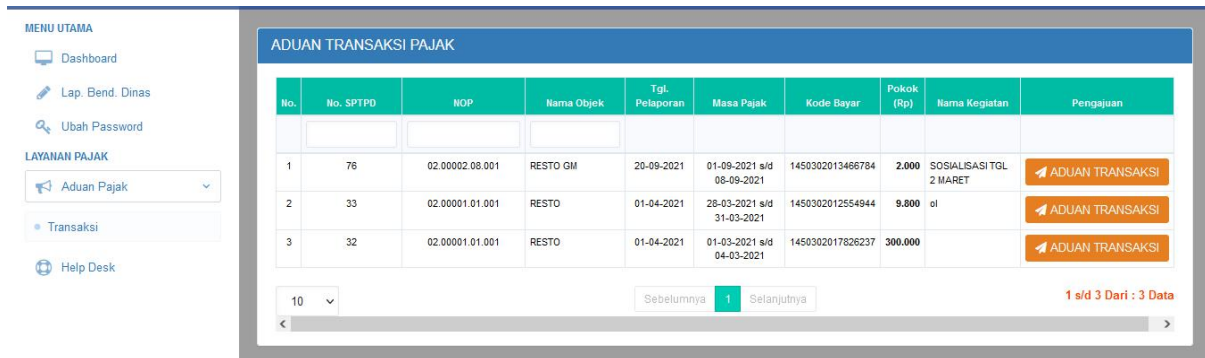 MENU UTAMA
Dashboard
Lap. Bend. Dinas
Ubah Password
LAYANAN PAJAK
Aduan Pajak
Transaksi
Help Desk
ADUAN TRANSAKSI PAJAK
No. No. SPTPD NOP Nama Objek Tgl. Pelaporan Masa Pajak Kode Bayar Pokok (Rp) Nama Kegiatan Pengajuan
1 76 02.00002.08.001 RESTO GM 20-09-2021 01-09-2021 s/d 08-09-2021 1450302013466784 2.000 SOSIALISASI TGL 2 MARET ADUAN TRANSAKSI
2 33 02.00001.01.001 RESTO 01-04-2021 28-03-2021 s/d 31-03-2021 1450302012554944 9.800 ol ADUAN TRANSAKSI
3 32 02.00001.01.001 RESTO 01-04-2021 01-03-2021 s/d 04-03-2021 1450302017826237 300.000 ADUAN TRANSAKSI
10 Sebelumnya 1 Selanjutnya 1 s/d 3 Dari : 3 Data